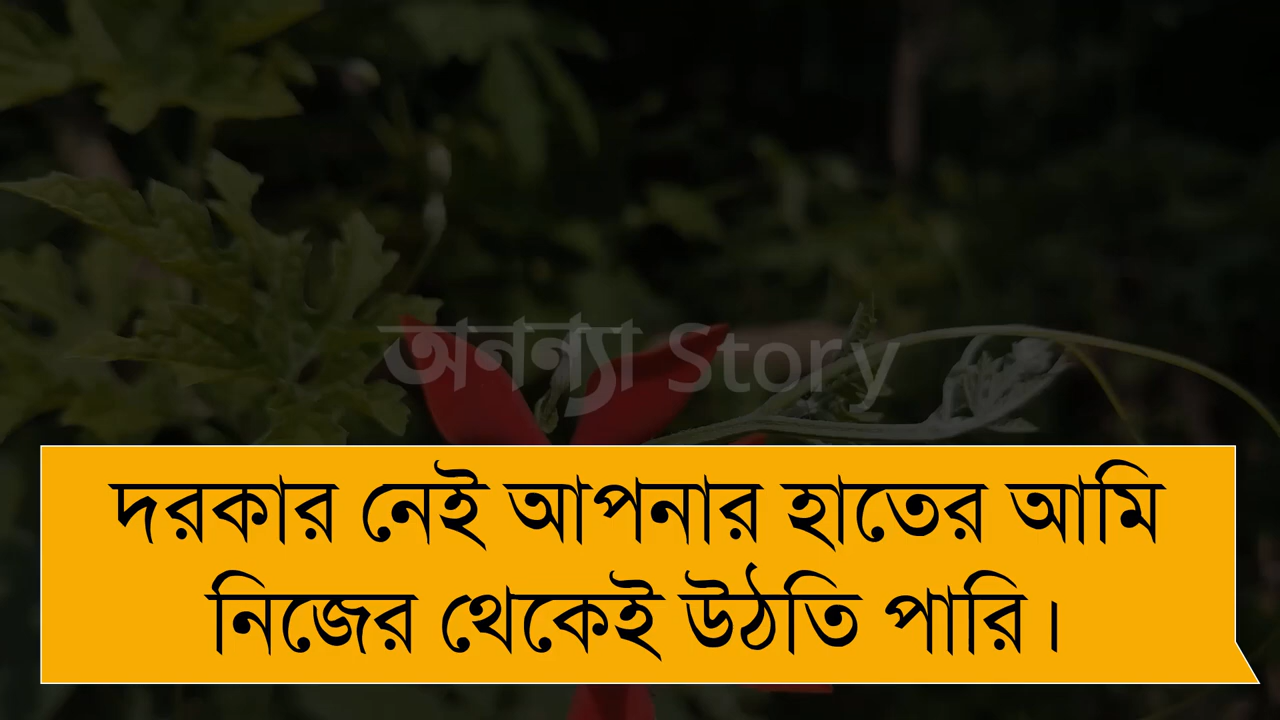 অনন্যা Story
দরকার নেই আপনার হাতের আমি
নিজের থেকেই উঠতি পারি।